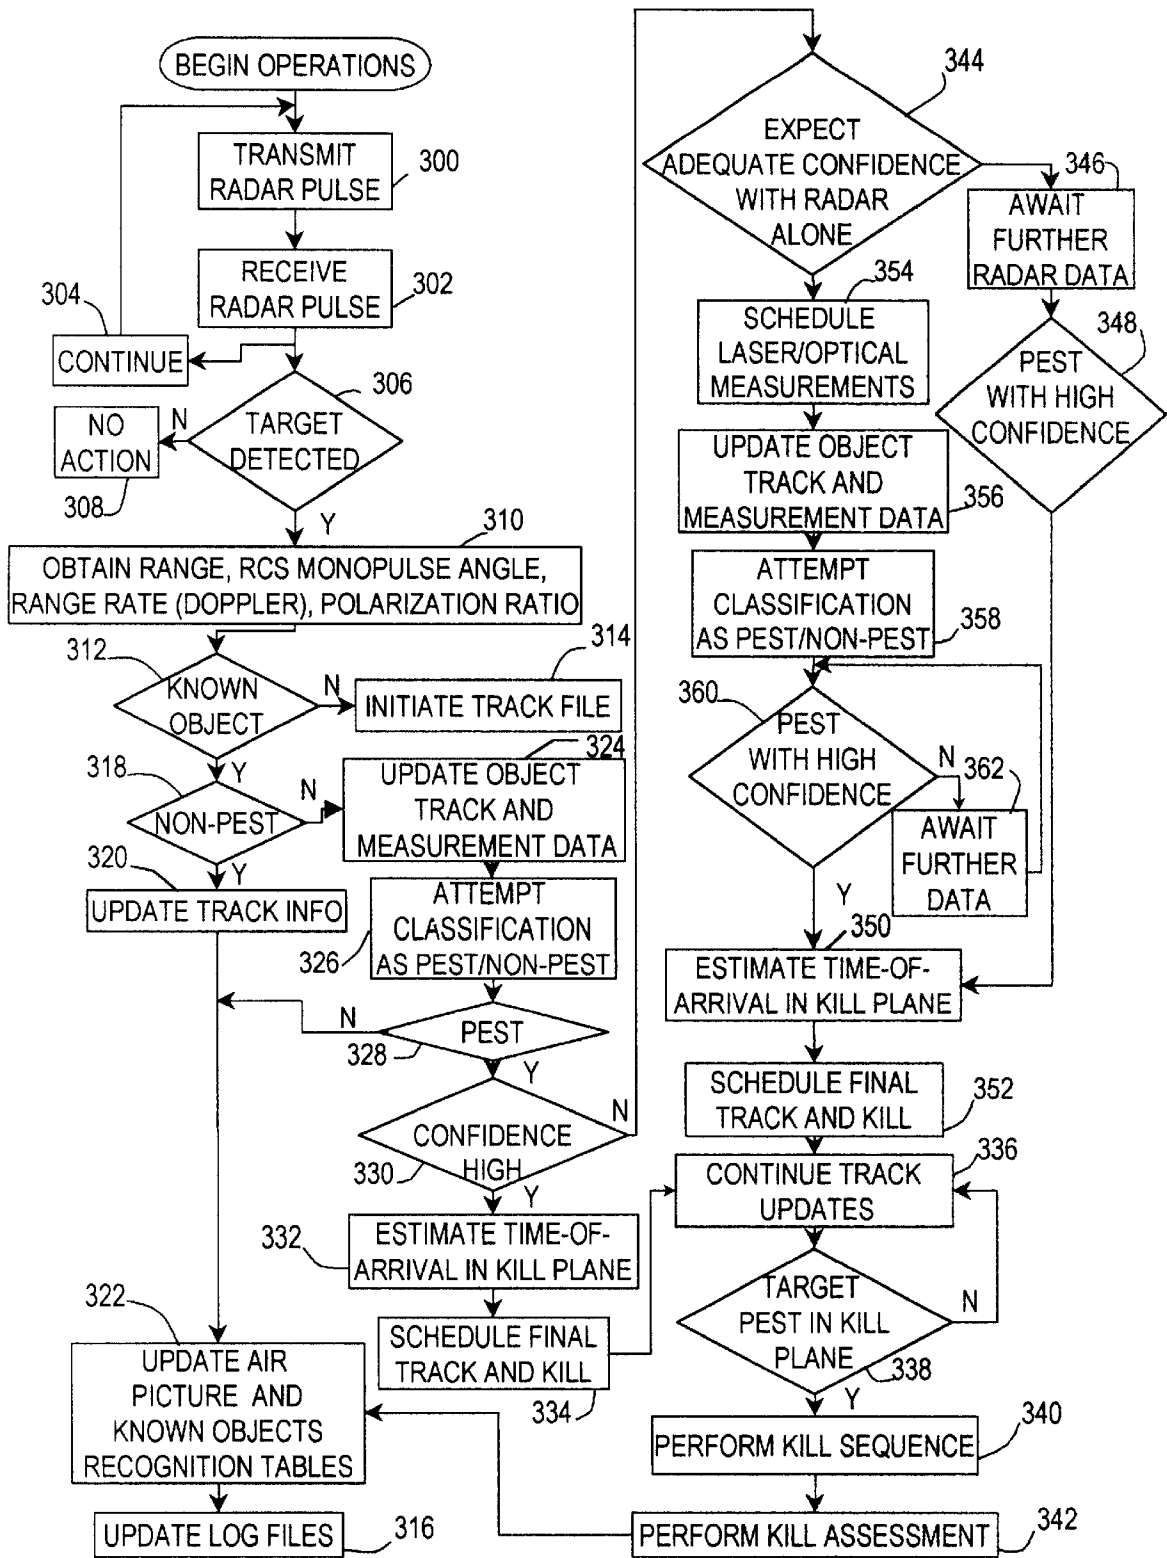 BEGIN OPERATIONS
TRANSMIT
RADAR PULSE
300
RECEIVE
RADAR PULSE
302
304
CONTINUE
306
TARGET
DETECTED
N
NO
ACTION
308
Y
310
OBTAIN RANGE, RCS MONOPULSE ANGLE,
RANGE RATE (DOPPLER), POLARIZATION RATIO
312
KNOWN
OBJECT
N
314
INITIATE TRACK FILE
Y
318
NON-PEST
N
324
UPDATE OBJECT
TRACK AND
MEASUREMENT DATA
Y
320
UPDATE TRACK INFO
ATTEMPT
CLASSIFICATION
AS PEST/NON-PEST
326
N
PEST
328
Y
CONFIDENCE
HIGH
N
330
Y
332
ESTIMATE TIME-OF-
ARRIVAL IN KILL PLANE
SCHEDULE FINAL
TRACK AND KILL
334
322
UPDATE AIR
PICTURE AND
KNOWN OBJECTS
RECOGNITION TABLES
UPDATE LOG FILES
316
344
EXPECT
ADEQUATE CONFIDENCE
WITH RADAR
ALONE
346
AWAIT
FURTHER
RADAR DATA
348
PEST
WITH HIGH
CONFIDENCE
354
SCHEDULE
LASER/OPTICAL
MEASUREMENTS
UPDATE OBJECT
TRACK AND
MEASUREMENT DATA
356
ATTEMPT
CLASSIFICATION
AS PEST/NON-PEST
358
360
PEST
WITH HIGH
CONFIDENCE
N
362
AWAIT
FURTHER
DATA
Y
350
ESTIMATE TIME-OF-
ARRIVAL IN KILL PLANE
SCHEDULE FINAL
TRACK AND KILL
352
CONTINUE TRACK
UPDATES
336
TARGET
PEST IN KILL
PLANE
N
338
Y
PERFORM KILL SEQUENCE
340
PERFORM KILL ASSESSMENT
342